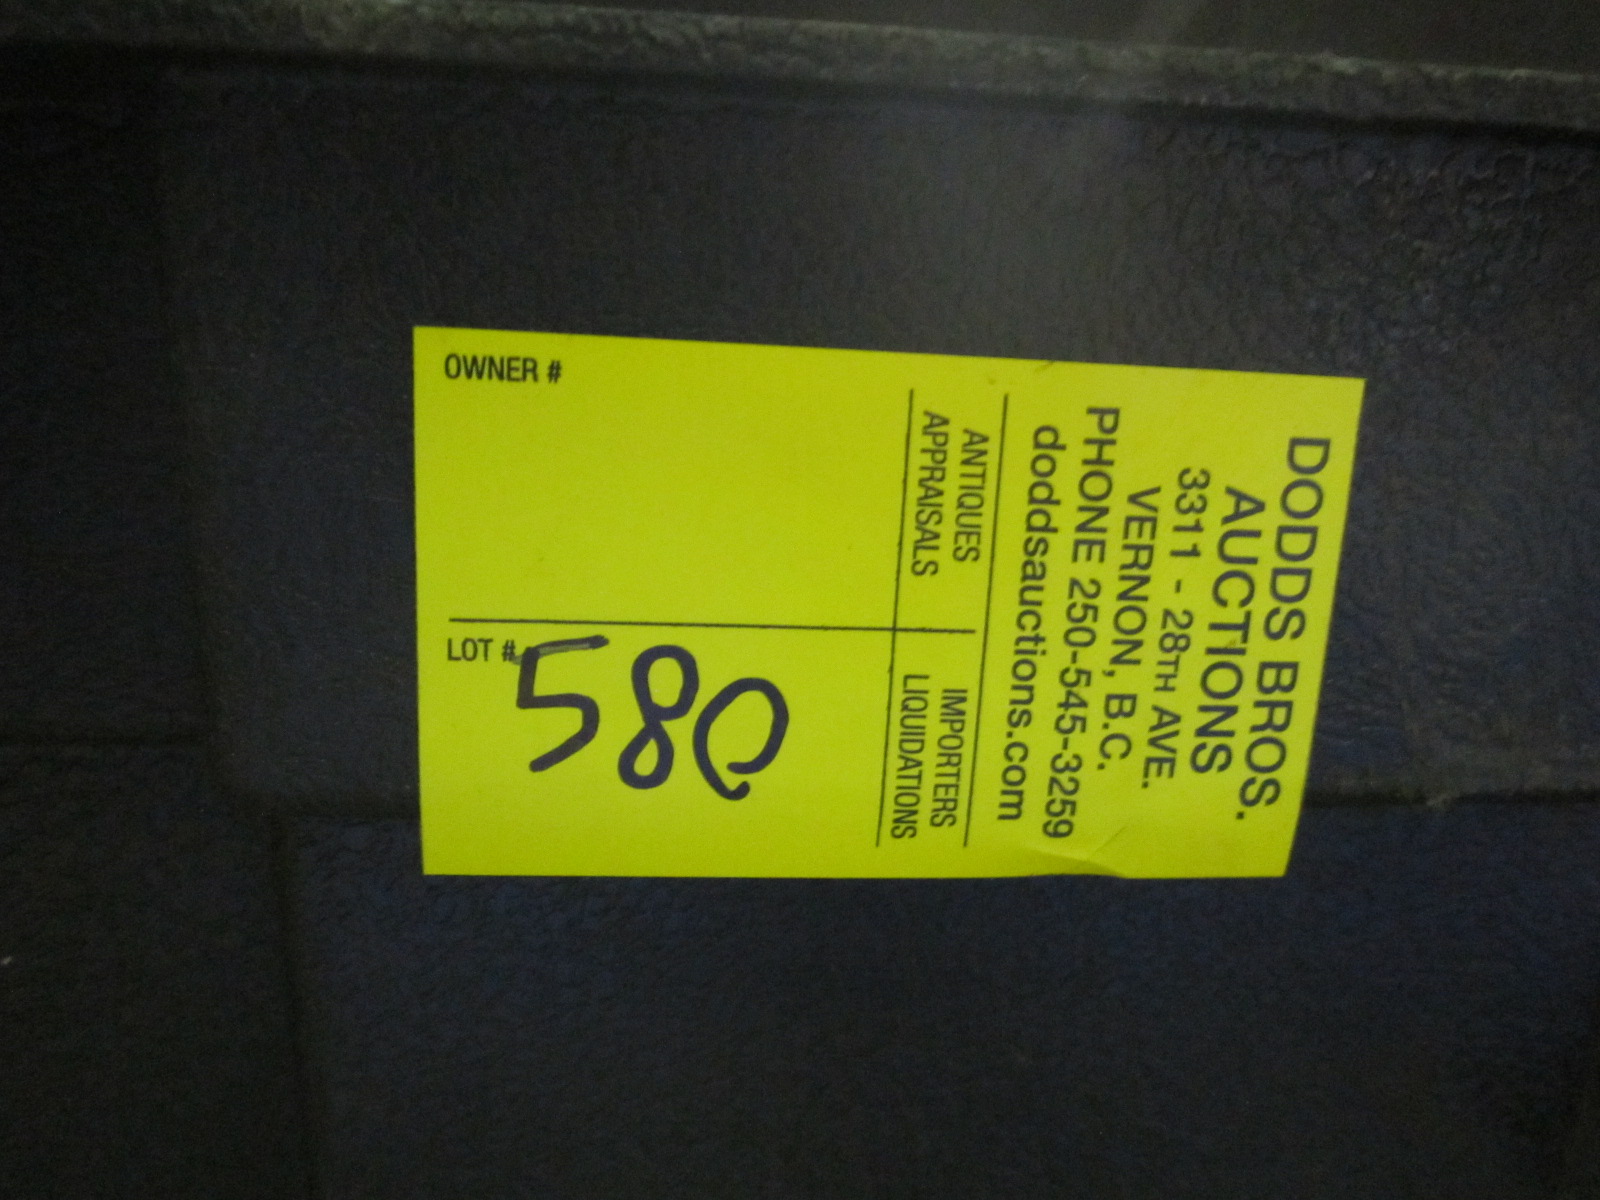 DODDS BROS.
AUCTIONS
3311 - 28TH AVE.
VERNON, B.C.
PHONE 250-545-3259
doddsauctions.com
ANTIQUES
APPRAISALS
IMPORTERS
LIQUIDATIONS
OWNER #
LOT # 580